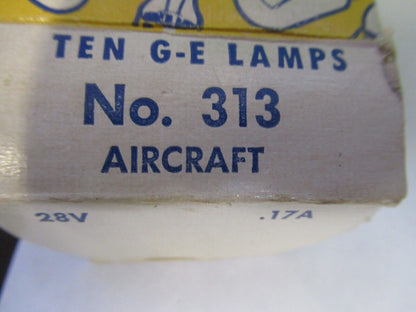 TEN G-E LAMPS
No. 313
AIRCRAFT
28V .17A